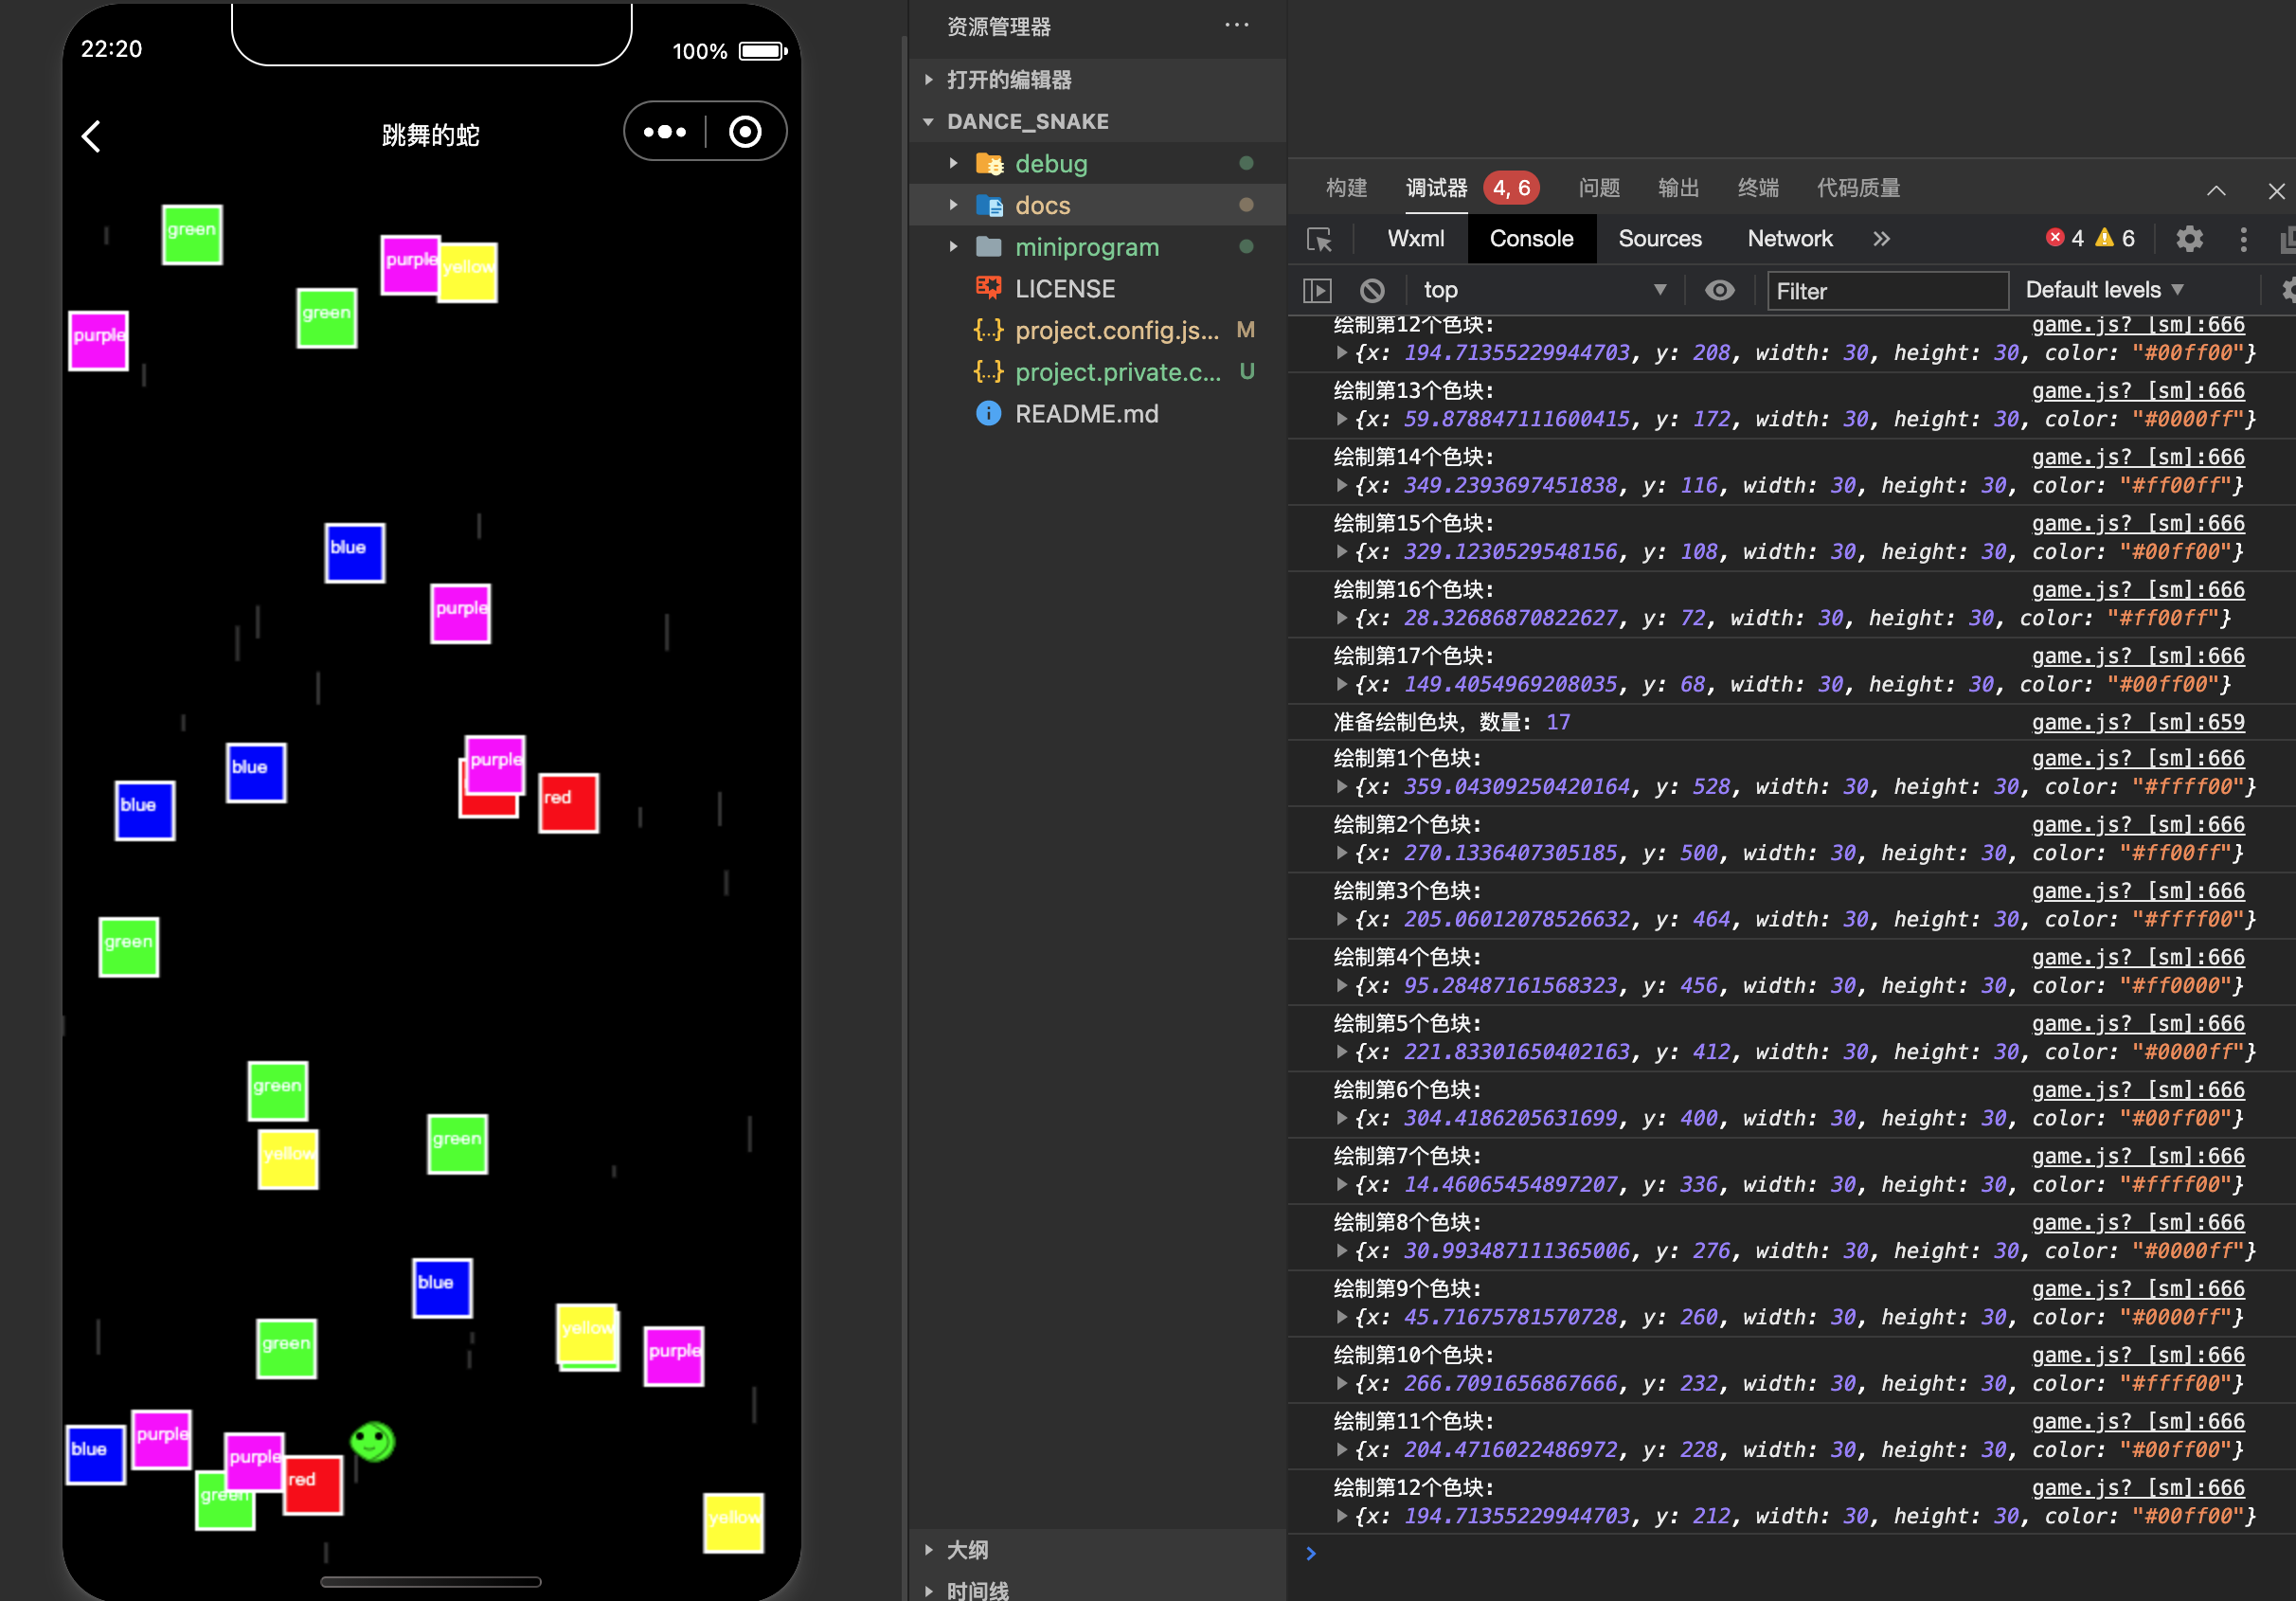 22:20
100%
跳舞的蛇
green
purple
yellow
green
purple
blue
purple
blue
purple
blue
red
green
green
green
yellow
blue
yellow
green
purple
purple
blue
purple
red
green
yellow
资源管理器
打开的编辑器
DANCE_SNAKE
debug
docs
miniprogram
LICENSE
project.config.js... M
project.private.c... U
README.md
大纲
时间线
构建 调试器 4, 6 问题 输出 终端 代码质量
Wxml Console Sources Network 4 6
top Filter Default levels
绘制第12个色块: game.js? [sm]:666
{x: 194.71355229944703, y: 208, width: 30, height: 30, color: "#00ff00"}
绘制第13个色块: game.js? [sm]:666
{x: 59.878847111600415, y: 172, width: 30, height: 30, color: "#0000ff"}
绘制第14个色块: game.js? [sm]:666
{x: 349.2393697451838, y: 116, width: 30, height: 30, color: "#ff00ff"}
绘制第15个色块: game.js? [sm]:666
{x: 329.1230529548156, y: 108, width: 30, height: 30, color: "#00ff00"}
绘制第16个色块: game.js? [sm]:666
{x: 28.32686870822627, y: 72, width: 30, height: 30, color: "#ff00ff"}
绘制第17个色块: game.js? [sm]:666
{x: 149.4054969208035, y: 68, width: 30, height: 30, color: "#00ff00"}
准备绘制色块，数量: 17 game.js? [sm]:659
绘制第1个色块: game.js? [sm]:666
{x: 359.04309250420164, y: 528, width: 30, height: 30, color: "#ffff00"}
绘制第2个色块: game.js? [sm]:666
{x: 270.1336407305185, y: 500, width: 30, height: 30, color: "#ff00ff"}
绘制第3个色块: game.js? [sm]:666
{x: 205.06012078526632, y: 464, width: 30, height: 30, color: "#ffff00"}
绘制第4个色块: game.js? [sm]:666
{x: 95.28487161568323, y: 456, width: 30, height: 30, color: "#ff0000"}
绘制第5个色块: game.js? [sm]:666
{x: 221.83301650402163, y: 412, width: 30, height: 30, color: "#0000ff"}
绘制第6个色块: game.js? [sm]:666
{x: 304.4186205631699, y: 400, width: 30, height: 30, color: "#00ff00"}
绘制第7个色块: game.js? [sm]:666
{x: 14.46065454897207, y: 336, width: 30, height: 30, color: "#ffff00"}
绘制第8个色块: game.js? [sm]:666
{x: 30.993487111365006, y: 276, width: 30, height: 30, color: "#0000ff"}
绘制第9个色块: game.js? [sm]:666
{x: 45.71675781570728, y: 260, width: 30, height: 30, color: "#0000ff"}
绘制第10个色块: game.js? [sm]:666
{x: 266.7091656867666, y: 232, width: 30, height: 30, color: "#ffff00"}
绘制第11个色块: game.js? [sm]:666
{x: 204.4716022486972, y: 228, width: 30, height: 30, color: "#00ff00"}
绘制第12个色块: game.js? [sm]:666
{x: 194.71355229944703, y: 212, width: 30, height: 30, color: "#00ff00"}